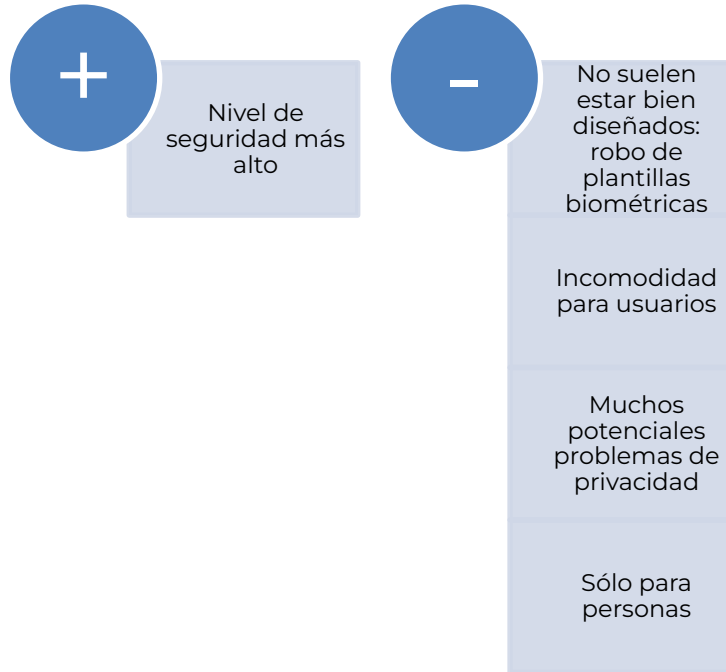 +
Nivel de
seguridad más
alto
-
No suelen
estar bien
diseñados:
robo de
plantillas
biométricas
Incomodidad
para usuarios
Muchos
potenciales
problemas de
privacidad
Sólo para
personas